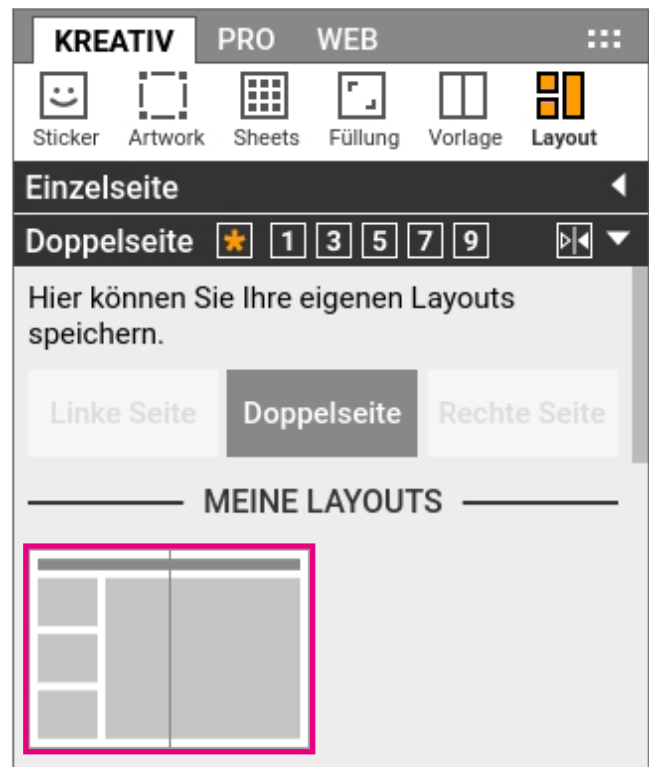 KREATIV PRO WEB
Sticker Artwork Sheets Füllung Vorlage Layout
Einzelseite
Doppelseite * 1 3 5 7 9
Hier können Sie Ihre eigenen Layouts
speichern.
Linke Seite Doppelseite Rechte Seite
MEINE LAYOUTS